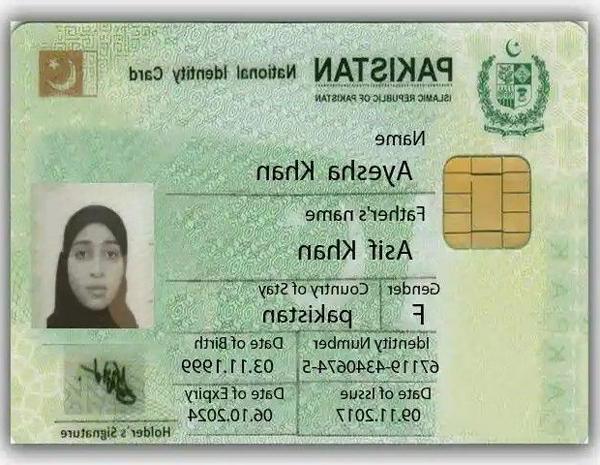 PAKISTAN National Identity Card
ISLAMIC REPUBLIC OF PAKISTAN
Name
Ayesha Khan
Father's name
Asif Khan
Gender Country of Stay
F pakistan
Identity Number Date of Birth
67119-4340674-5 03.11.1999
Date of Issue Date of Expiry
09.11.2017 06.10.2024
Holder's Signature